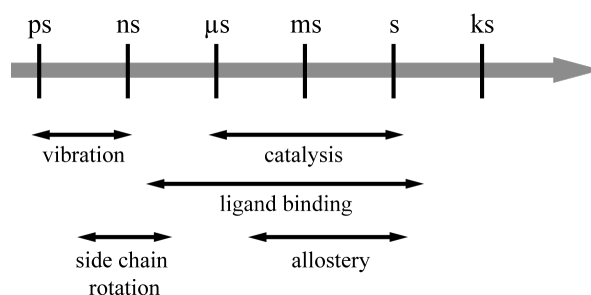 ps ns μs ms s ks
vibration catalysis
ligand binding
side chain allostery
rotation